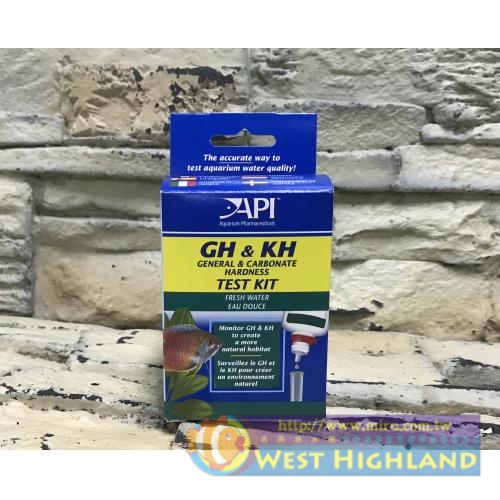 The accurate way to
test aquarium water quality!
API
Aquarium Pharmaceuticals
GH & KH
GENERAL & CARBONATE
HARDNESS
TEST KIT
FRESH WATER
EAU DOUCE
Monitor GH & KH
to create
a more
natural habitat
Surveillez le GH et
le KH pour créer
un environnement
naturel
http://www.mire.com.tw
WEST HIGHLAND